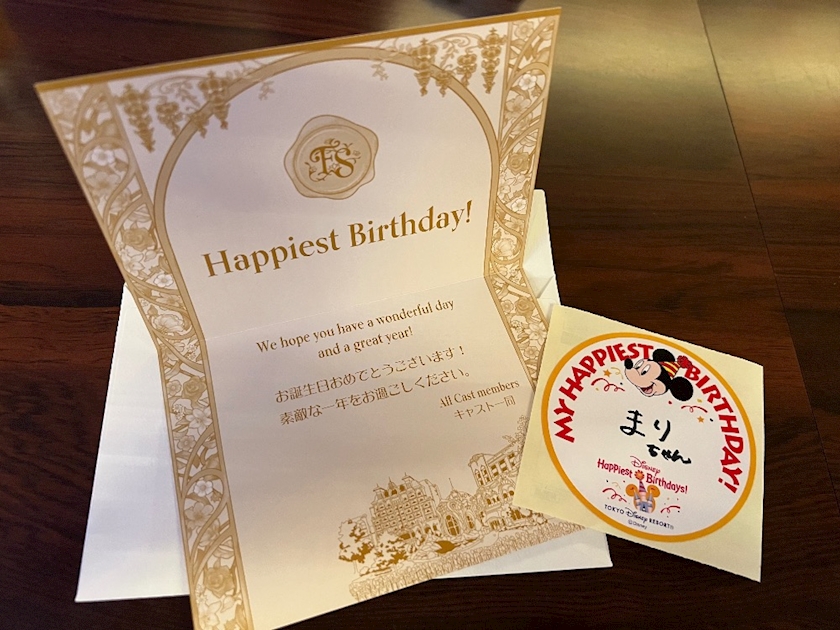 FS
Happiest Birthday!
We hope you have a wonderful day
and a great year!
お誕生日おめでとうございます！
素敵な一年をお過ごしください。
All Cast members
キャスト一同
MY HAPPIEST BIRTHDAY!
まり
ちゃん
Disney
Happiest Birthdays!
TOKYO Disney RESORT®
©Disney